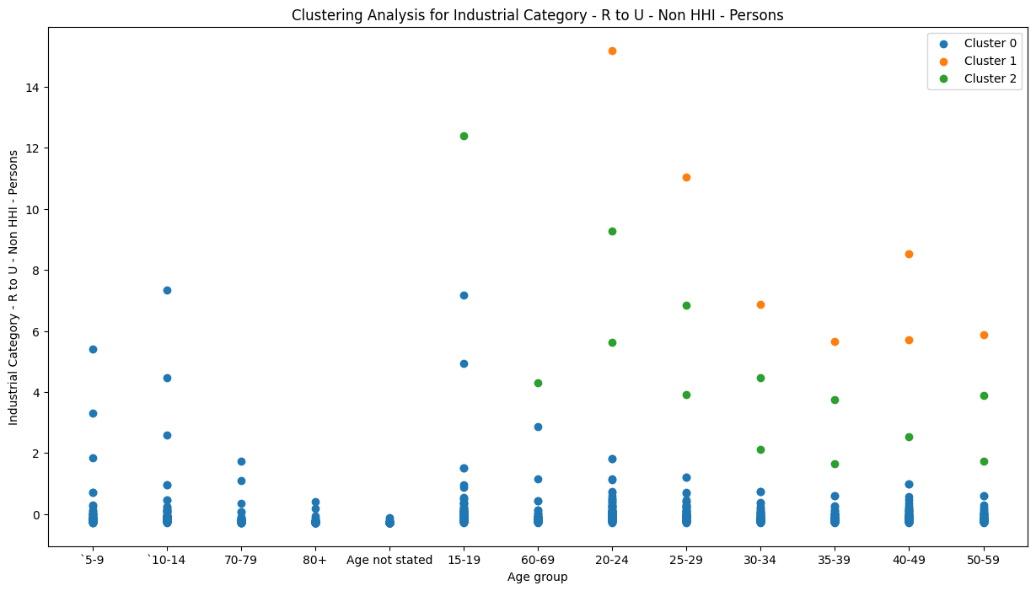 Clustering Analysis for Industrial Category - R to U - Non HHI - Persons
Cluster 0
Cluster 1
Cluster 2
Industrial Category - R to U - Non HHI - Persons
14
12
10
8
6
4
2
0
`5-9 `10-14 70-79 80+ Age not stated 15-19 60-69 20-24 25-29 30-34 35-39 40-49 50-59
Age group